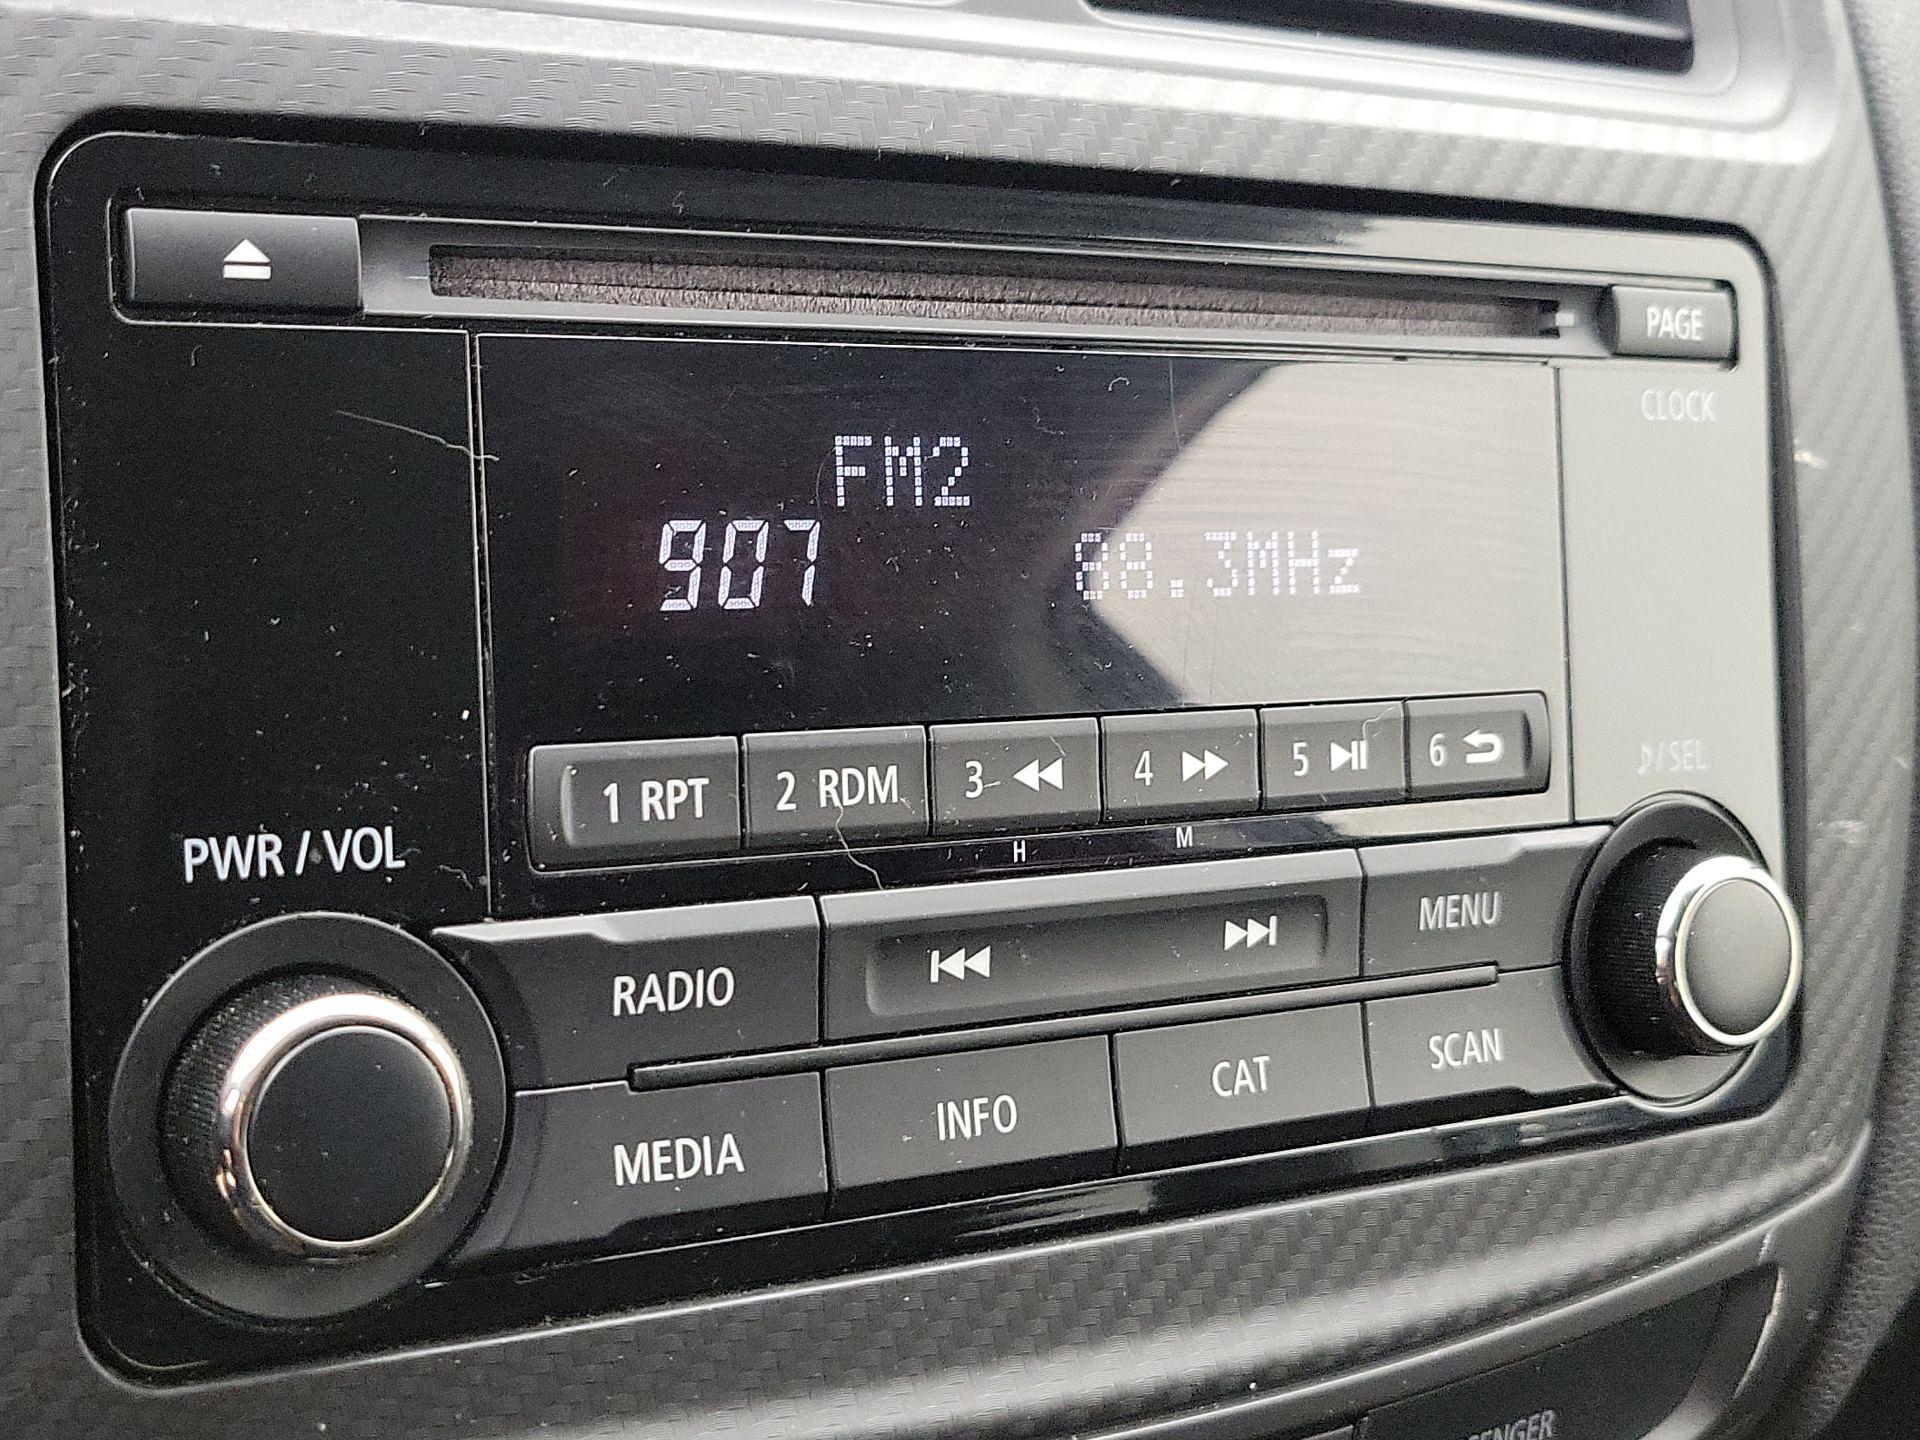 PAGE
CLOCK
FM2
907 88.3MHz
1 RPT 2 RDM 3 4 5 6
♪/SEL
H M
PWR / VOL
RADIO MENU
MEDIA INFO CAT SCAN